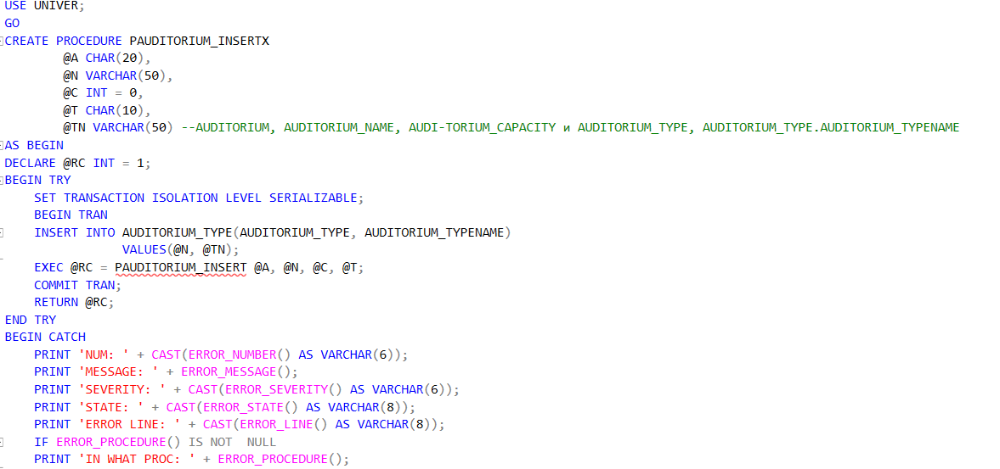 USE UNIVER;
GO
CREATE PROCEDURE PAUDITORIUM_INSERTX
@A CHAR(20),
@N VARCHAR(50),
@C INT = 0,
@T CHAR(10),
@TN VARCHAR(50) --AUDITORIUM, AUDITORIUM_NAME, AUDI-TORIUM_CAPACITY и AUDITORIUM_TYPE, AUDITORIUM_TYPE.AUDITORIUM_TYPENAME
AS BEGIN
DECLARE @RC INT = 1;
BEGIN TRY
SET TRANSACTION ISOLATION LEVEL SERIALIZABLE;
BEGIN TRAN
INSERT INTO AUDITORIUM_TYPE(AUDITORIUM_TYPE, AUDITORIUM_TYPENAME)
VALUES(@N, @TN);
EXEC @RC = PAUDITORIUM_INSERT @A, @N, @C, @T;
COMMIT TRAN;
RETURN @RC;
END TRY
BEGIN CATCH
PRINT 'NUM: ' + CAST(ERROR_NUMBER() AS VARCHAR(6));
PRINT 'MESSAGE: ' + ERROR_MESSAGE();
PRINT 'SEVERITY: ' + CAST(ERROR_SEVERITY() AS VARCHAR(6));
PRINT 'STATE: ' + CAST(ERROR_STATE() AS VARCHAR(8));
PRINT 'ERROR LINE: ' + CAST(ERROR_LINE() AS VARCHAR(8));
IF ERROR_PROCEDURE() IS NOT  NULL
PRINT 'IN WHAT PROC: ' + ERROR_PROCEDURE();